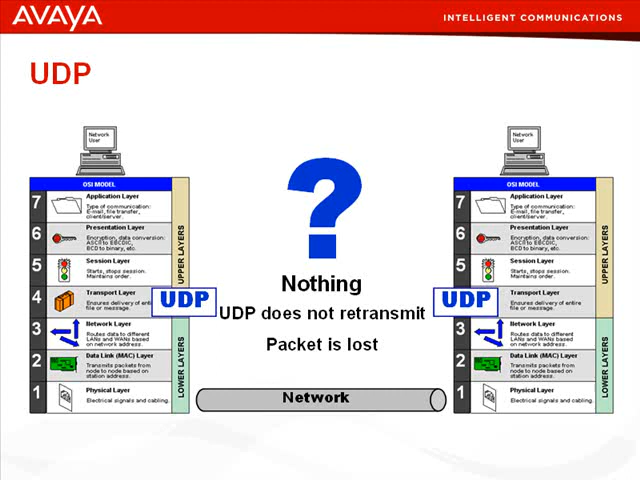 AVAYA
INTELLIGENT COMMUNICATIONS
UDP
Network
User
OSI MODEL
7
Application Layer
Type of communication:
E-mail, file transfer,
client/server.
6
Presentation Layer
Encryption, data conversion:
ASCII to EBCDIC,
BCD to binary, etc.
5
Session Layer
Starts, stops session.
Maintains order.
4
Transport Layer
Ensures delivery of entire
file or message.
3
Network Layer
Routes data to different
LANs and WANs based
on network address.
2
Data Link (MAC) Layer
Transmits packets from
node to node based on
station address.
1
Physical Layer
Electrical signals and cabling.
UPPER LAYERS
LOWER LAYERS
UDP
?
Nothing
UDP does not retransmit
Packet is lost
Network
Network
User
OSI MODEL
7
Application Layer
Type of communication:
E-mail, file transfer,
client/server.
6
Presentation Layer
Encryption, data conversion:
ASCII to EBCDIC,
BCD to binary, etc.
5
Session Layer
Starts, stops session.
Maintains order.
4
Transport Layer
Ensures delivery of entire
file or message.
3
Network Layer
Routes data to different
LANs and WANs based
on network address.
2
Data Link (MAC) Layer
Transmits packets from
node to node based on
station address.
1
Physical Layer
Electrical signals and cabling.
UPPER LAYERS
LOWER LAYERS
UDP